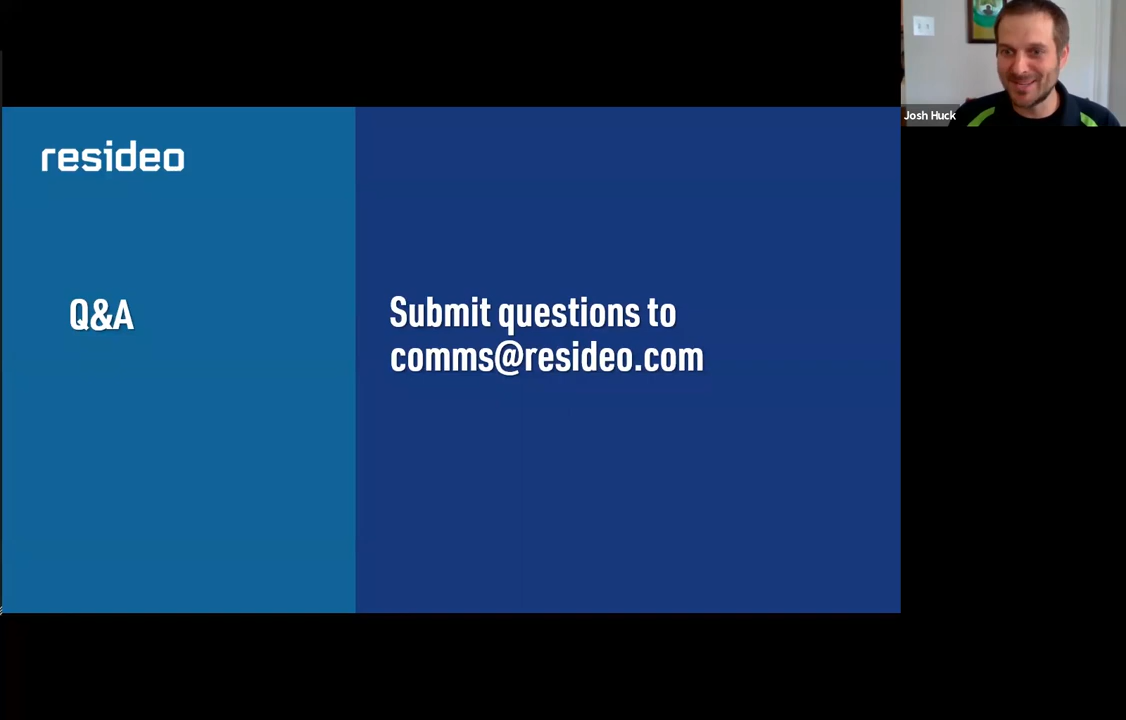 resideo
Q&A
Submit questions to
comms@resideo.com
Josh Huck